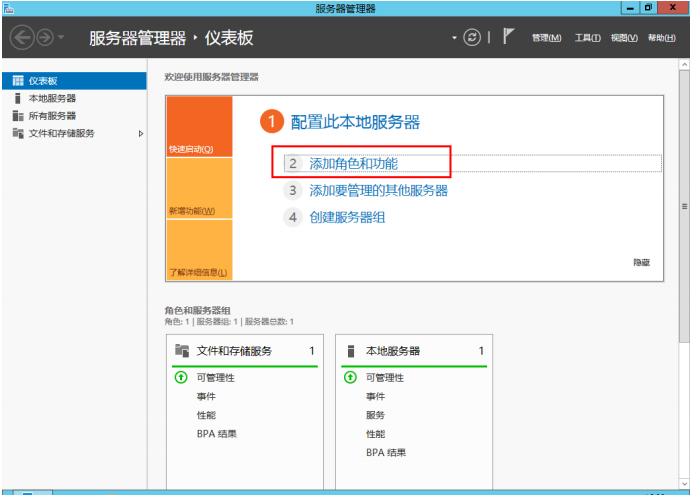 服务器管理器
服务器管理器 · 仪表板
管理(M) 工具(T) 视图(V) 帮助(H)
仪表板
本地服务器
所有服务器
文件和存储服务
欢迎使用服务器管理器
快速启动(Q)
新增功能(W)
了解详细信息(L)
1 配置此本地服务器
2 添加角色和功能
3 添加要管理的其他服务器
4 创建服务器组
隐藏
角色和服务器组
角色: 1 | 服务器组: 1 | 服务器总数: 1
文件和存储服务 1
可管理性
事件
性能
BPA 结果
本地服务器 1
可管理性
事件
服务
性能
BPA 结果